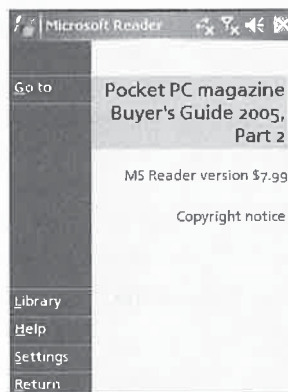 Microsoft Reader
Go to
Pocket PC magazine
Buyer's Guide 2005,
Part 2
MS Reader version $7.99
Copyright notice
Library
Help
Settings
Return